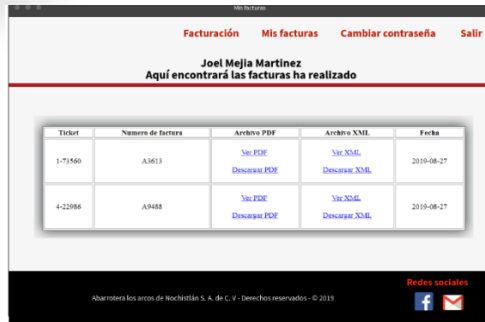 Mis facturas
Facturación Mis facturas Cambiar contraseña Salir
Joel Mejia Martinez
Aquí encontrará las facturas ha realizado
Ticket Numero de factura Archivo PDF Archivo XML Fecha
1-73560 A3613 Ver PDF Descargar PDF Ver XML Descargar XML 2019-08-27
4-22986 A9488 Ver PDF Descargar PDF Ver XML Descargar XML 2019-08-27
Redes sociales
Abarrotera los arcos de Nochistlán S. A. de C. V - Derechos reservados - © 2019